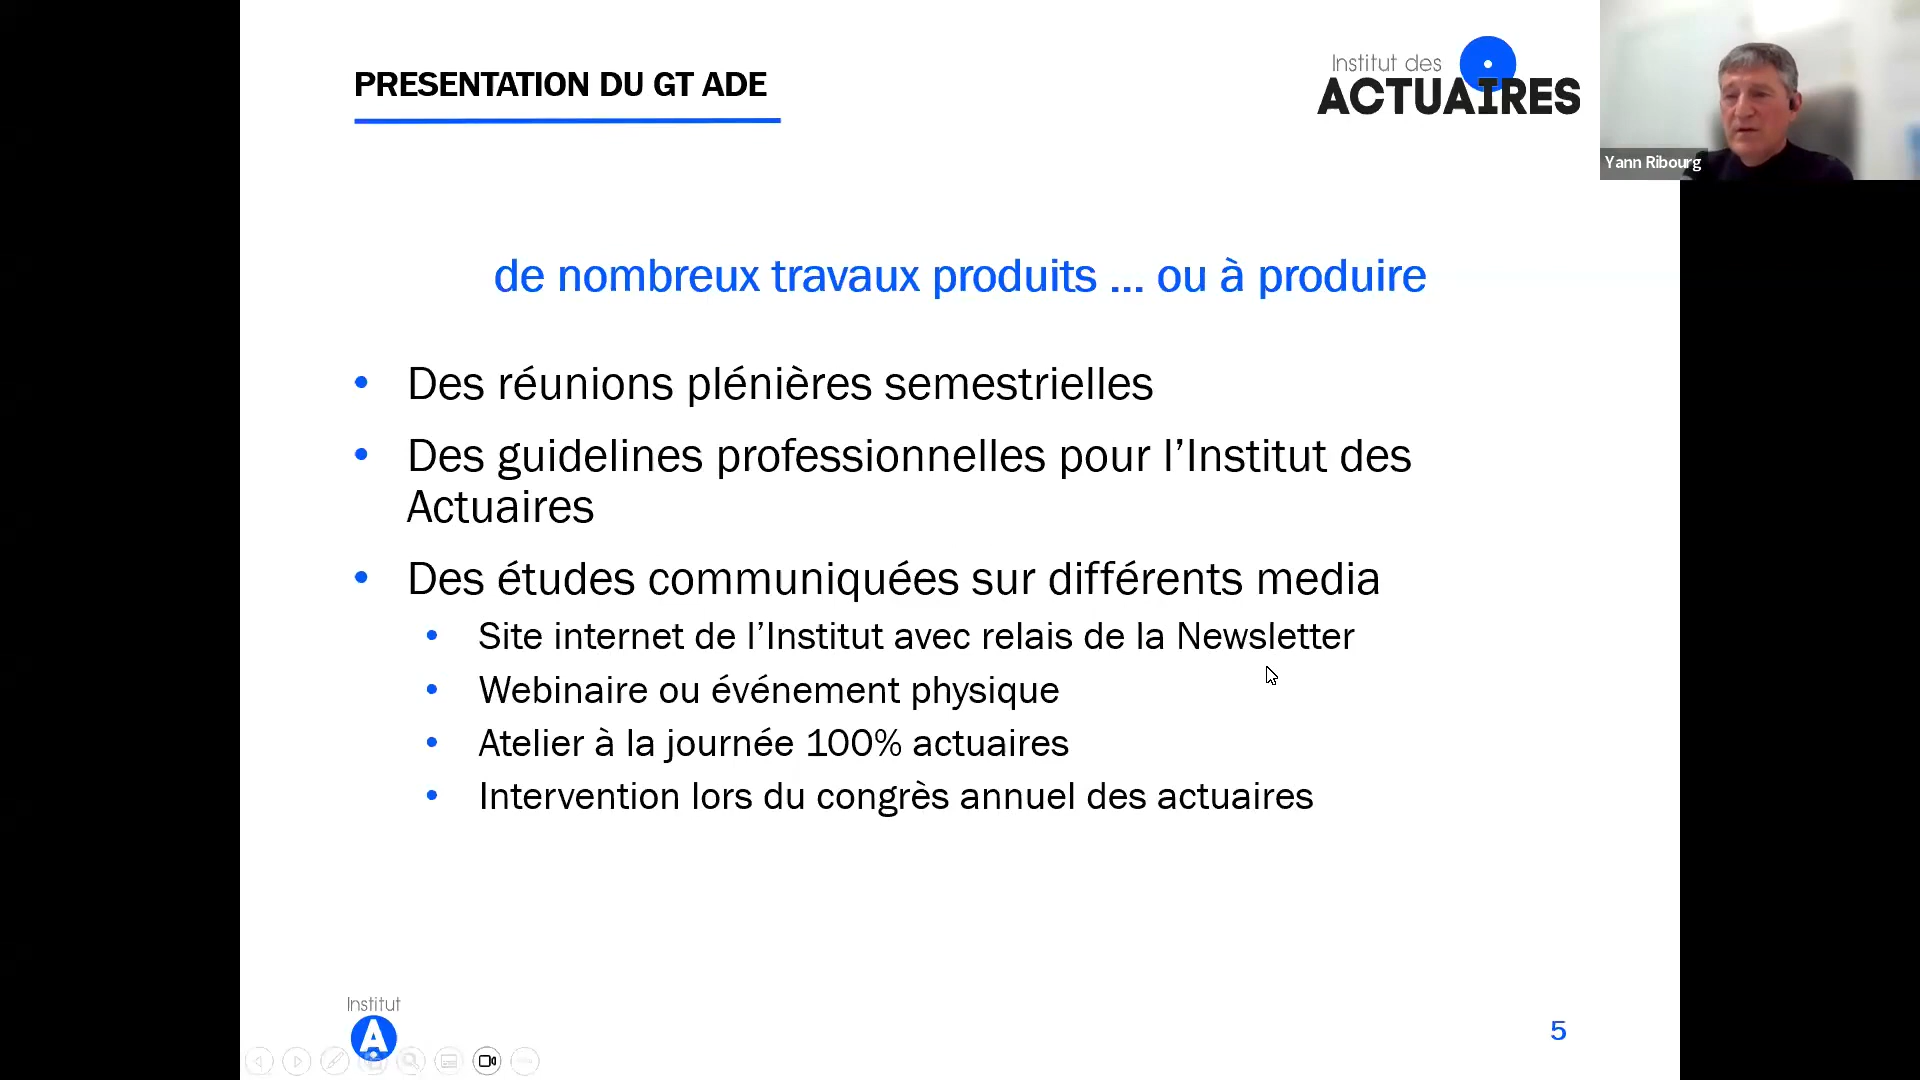 PRESENTATION DU GT ADE
Institut des
ACTUAIRES
Yann Ribourg
de nombreux travaux produits ... ou à produire
• Des réunions plénières semestrielles
• Des guidelines professionnelles pour l’Institut des
Actuaires
• Des études communiquées sur différents media
• Site internet de l’Institut avec relais de la Newsletter
• Webinaire ou événement physique
• Atelier à la journée 100% actuaires
• Intervention lors du congrès annuel des actuaires
Institut
A
5